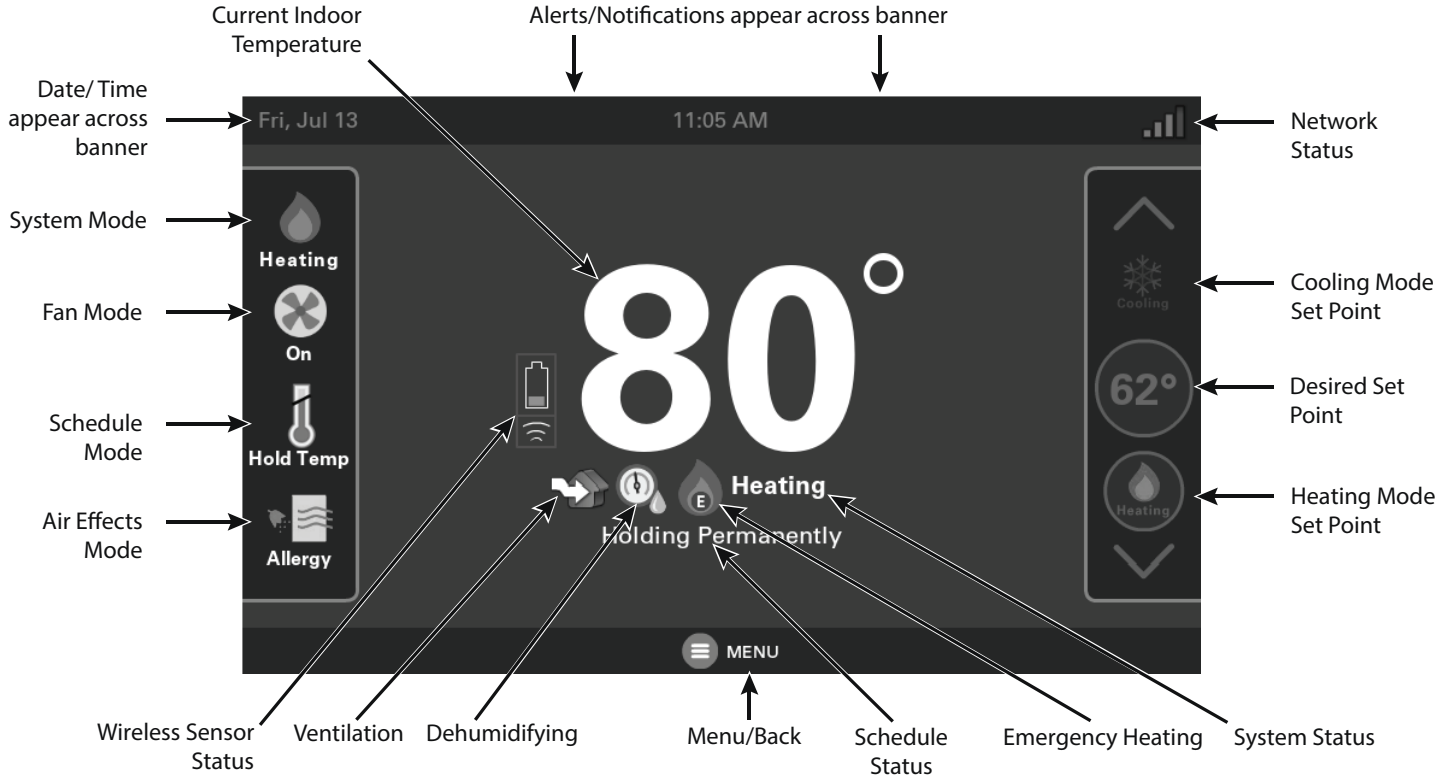 Current Indoor
Temperature
Alerts/Notifications appear across banner
Date/ Time
appear across
banner
Fri, Jul 13
11:05 AM
Network
Status
System Mode
Heating
Fan Mode
On
Schedule
Mode
Hold Temp
Air Effects
Mode
Allergy
80°
Cooling
Cooling Mode
Set Point
62°
Desired Set
Point
Heating
Heating Mode
Set Point
E
Heating
Holding Permanently
MENU
Wireless Sensor
Status
Ventilation
Dehumidifying
Menu/Back
Schedule
Status
Emergency Heating
System Status